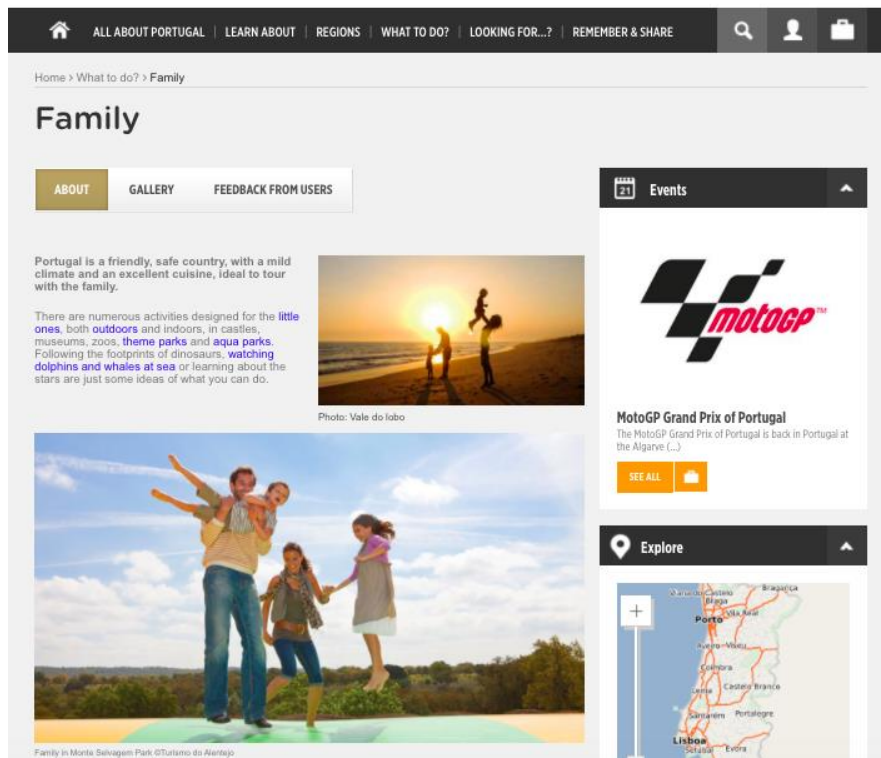 ALL ABOUT PORTUGAL | LEARN ABOUT | REGIONS | WHAT TO DO? | LOOKING FOR...? | REMEMBER & SHARE
Home > What to do? > Family
Family
ABOUT GALLERY FEEDBACK FROM USERS
Portugal is a friendly, safe country, with a mild
climate and an excellent cuisine, ideal to tour
with the family.
There are numerous activities designed for the little
ones, both outdoors and indoors, in castles,
museums, zoos, theme parks and aqua parks.
Following the footprints of dinosaurs, watching
dolphins and whales at sea or learning about the
stars are just some ideas of what you can do.
Photo: Vale do lobo
Family in Monte Selvagem Park ©Turismo do Alentejo
21 Events
motoGP™
MotoGP Grand Prix of Portugal
The MotoGP Grand Prix of Portugal is back in Portugal at
the Algarve (...)
SEE ALL
Explore
+
Viana do Castelo Bragança
Braga
Vila Real
Porto
Aveiro Viseu
Coimbra
Leiria Castelo Branco
Santarém Portalegre
Lisboa
Setúbal Évora